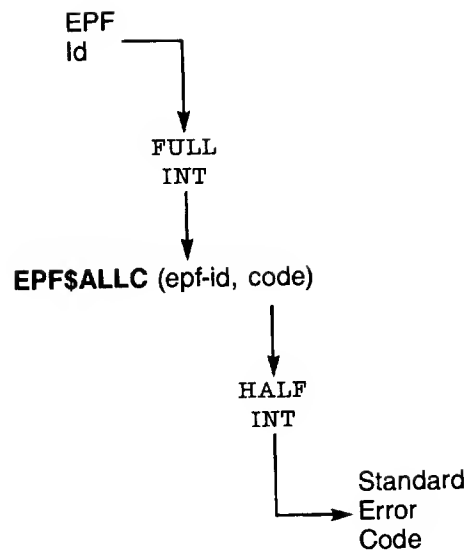 EPF
Id
FULL
INT
EPF$ALLC (epf-id, code)
HALF
INT
Standard
Error
Code